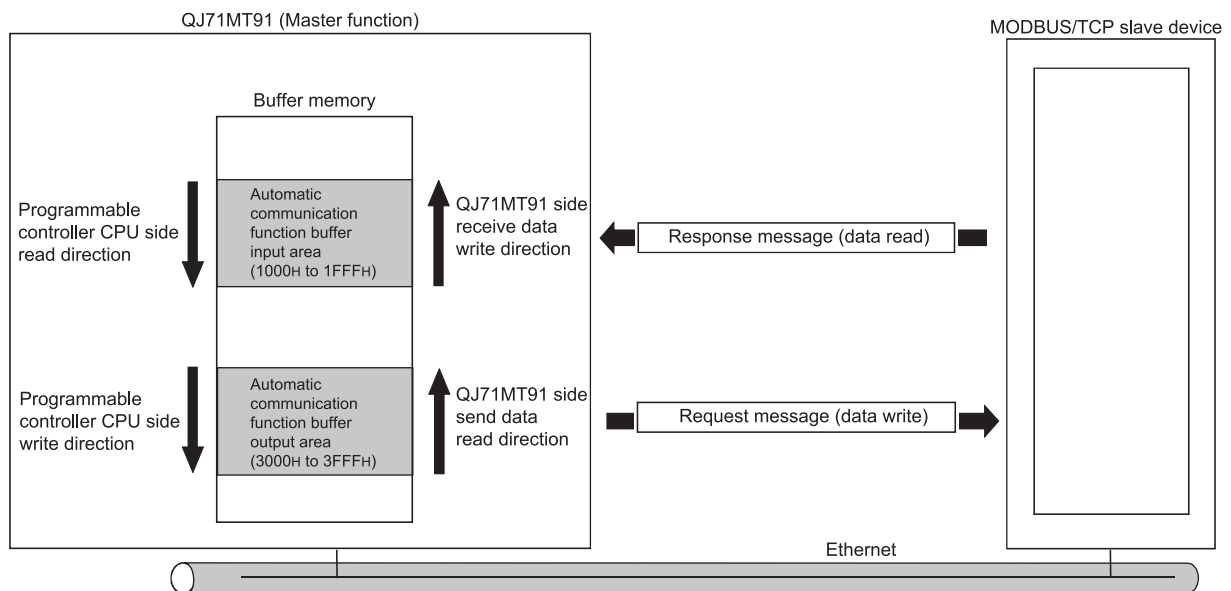 QJ71MT91 (Master function)
MODBUS/TCP slave device
Buffer memory
Programmable
controller CPU side
read direction
Automatic
communication
function buffer
input area
(1000H to 1FFFH)
QJ71MT91 side
receive data
write direction
Response message (data read)
Programmable
controller CPU side
write direction
Automatic
communication
function buffer
output area
(3000H to 3FFFH)
QJ71MT91 side
send data
read direction
Request message (data write)
Ethernet